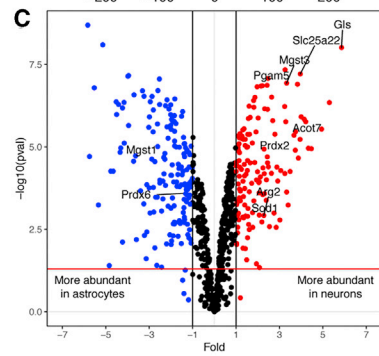 C
7.5
5.0
2.5
0.0
−log10(pval)
Gls
Slc25a22
Mgst3
Pgam5
Acot7
Mgst1
Prdx2
Prdx6
Arg2
Sod1
More abundant
in astrocytes
More abundant
in neurons
-7
-5
-3
-1
1
3
5
7
Fold